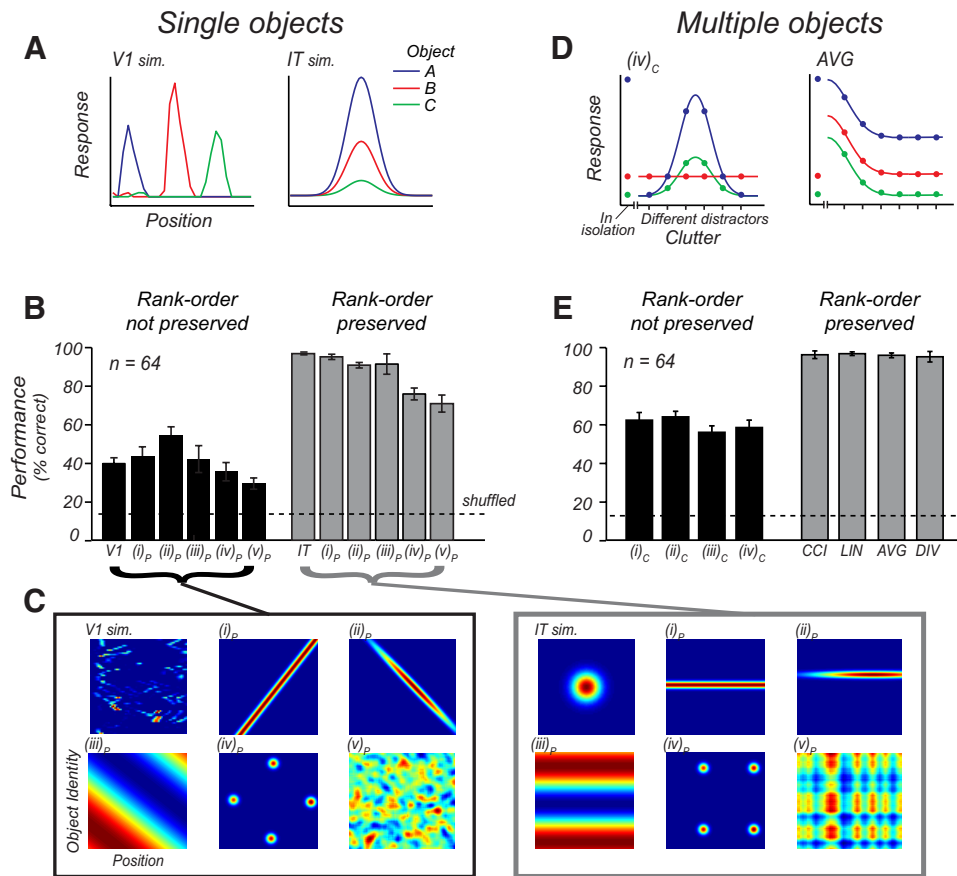 Single objects
Multiple objects
A
V1 sim.
IT sim.
Object
A
B
C
Response
Position
D
(iv)C
AVG
Response
In
isolation
Different distractors
Clutter
B
Rank-order
not preserved
Rank-order
preserved
n = 64
Performance
(% correct)
100
80
60
40
20
0
shuffled
V1 (i)P (ii)P (iii)P (iv)P (v)P
IT (i)P (ii)P (iii)P (iv)P (v)P
E
Rank-order
not preserved
Rank-order
preserved
n = 64
100
80
60
40
20
0
(i)C (ii)C (iii)C (iv)C
CCI LIN AVG DIV
C
V1 sim. (i)P (ii)P
(iii)P (iv)P (v)P
Object Identity
Position
IT sim. (i)P (ii)P
(iii)P (iv)P (v)P